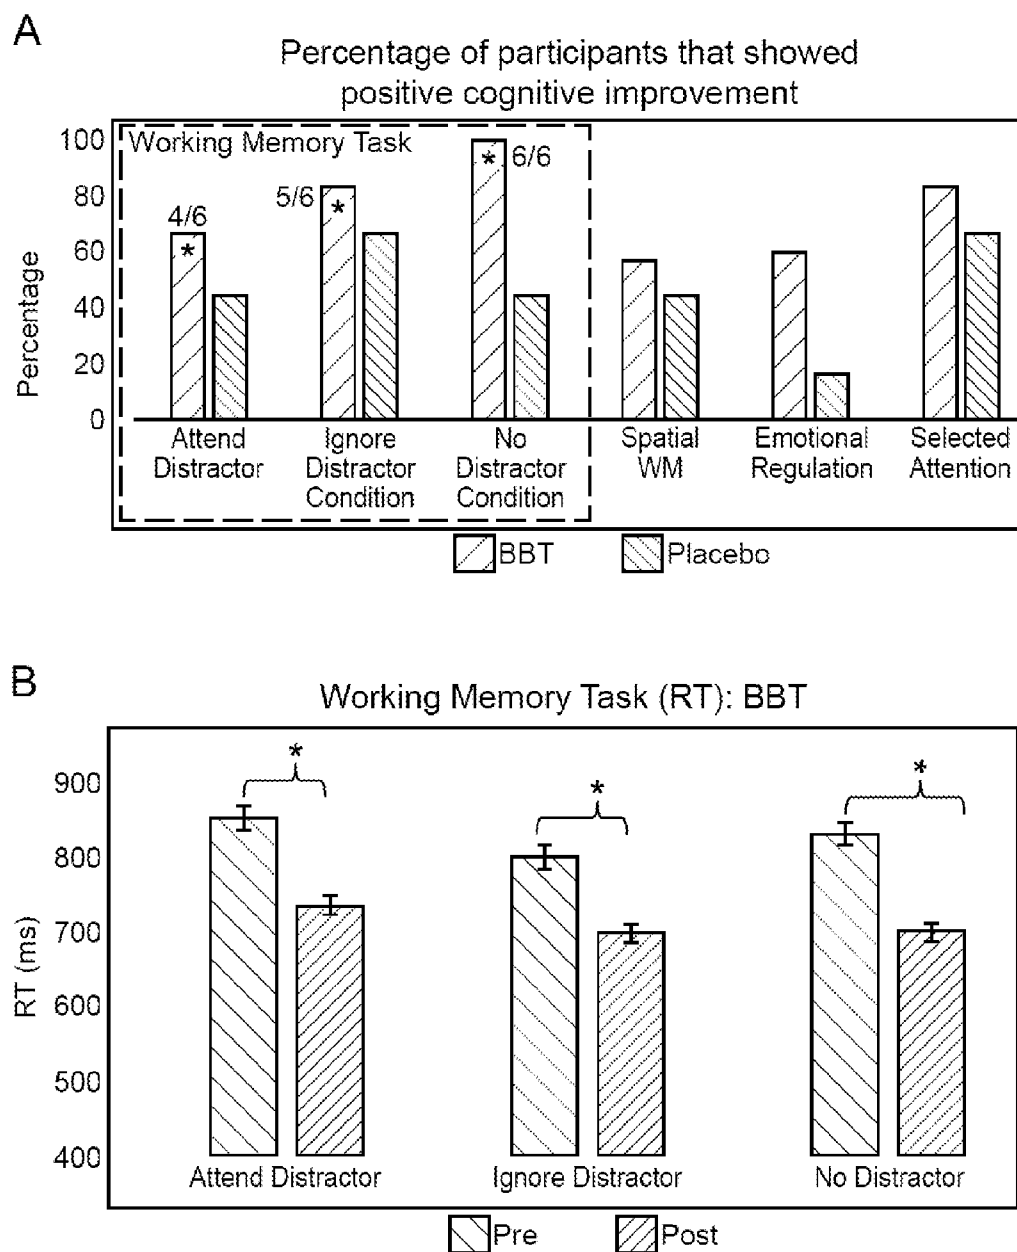 A
Percentage of participants that showed
positive cognitive improvement
Working Memory Task
100
80
60
40
20
0
Percentage
4/6
*
5/6
*
*
6/6
Attend
Distractor
Ignore
Distractor
Condition
No
Distractor
Condition
Spatial
WM
Emotional
Regulation
Selected
Attention
BBT
Placebo
B
Working Memory Task (RT): BBT
900
800
700
600
500
400
RT (ms)
*
*
*
Attend Distractor
Ignore Distractor
No Distractor
Pre
Post